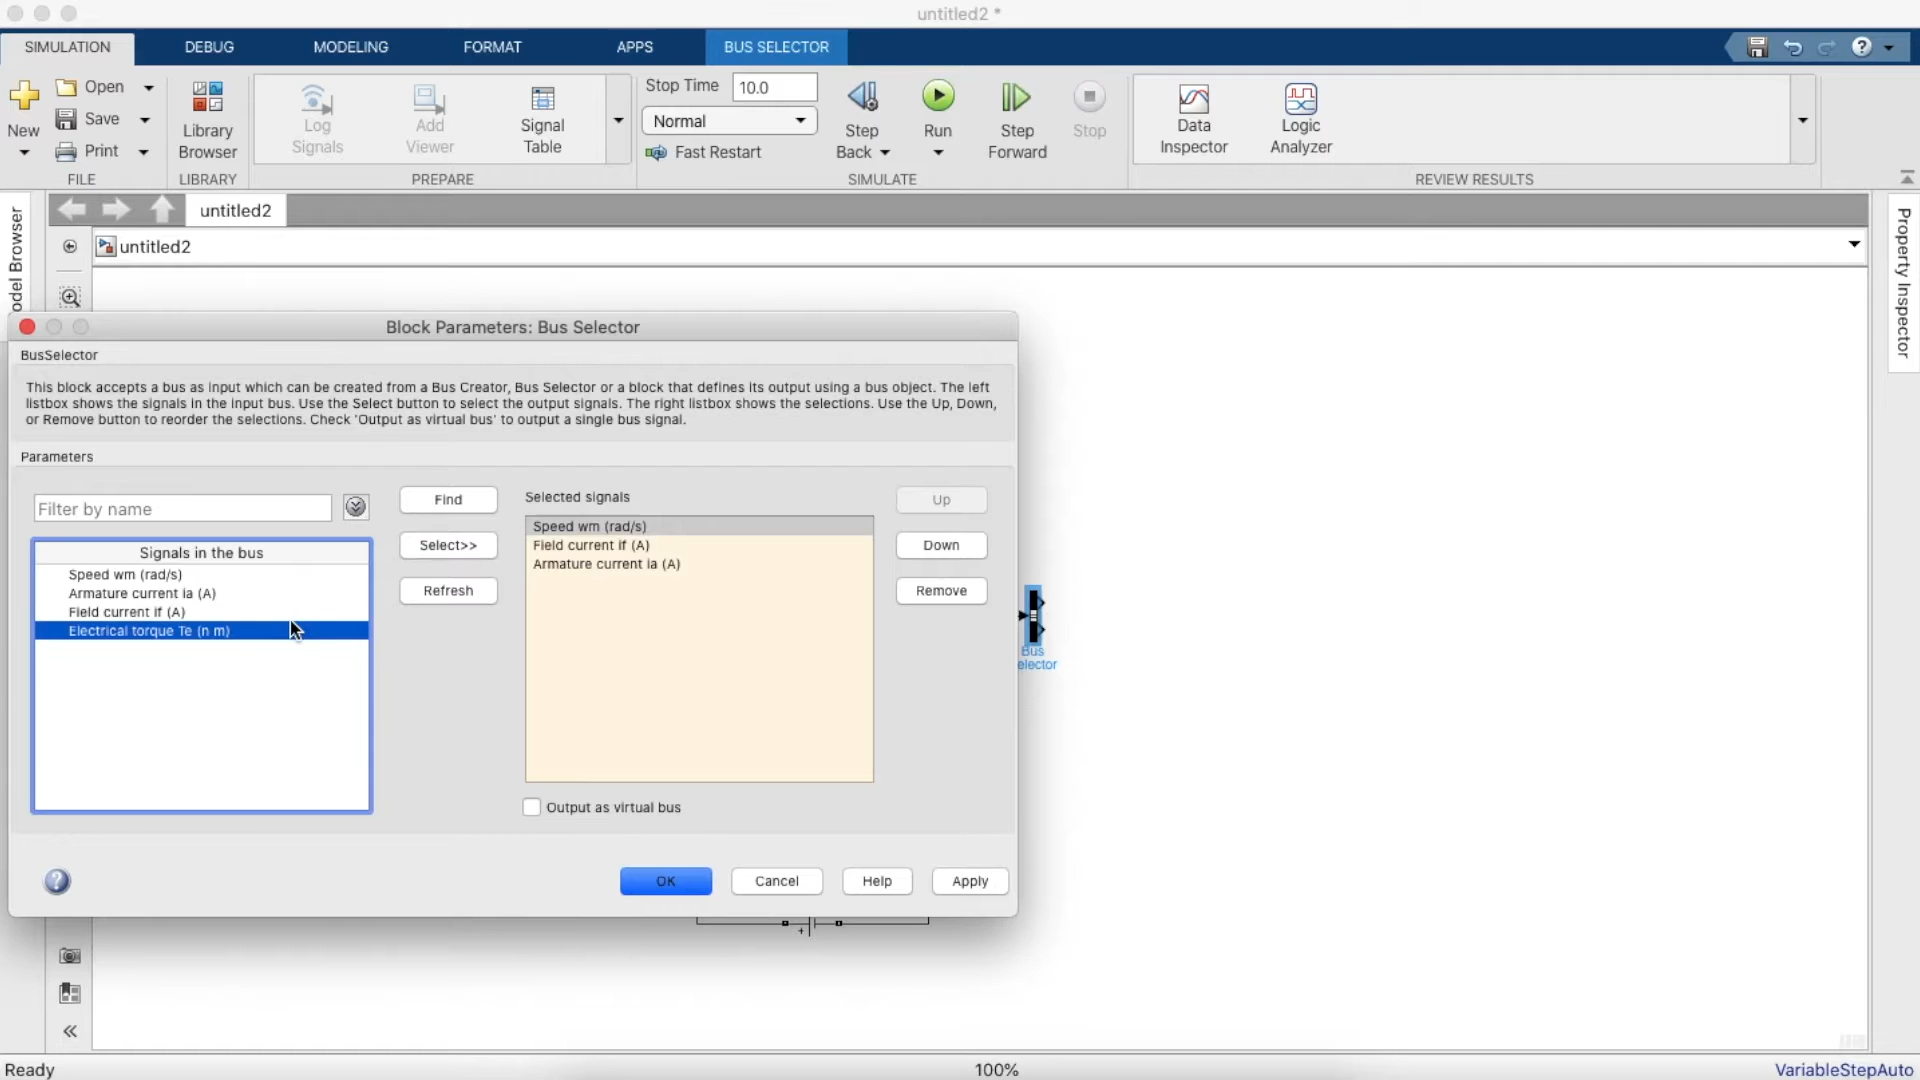 untitled2 *
SIMULATION
DEBUG
MODELING
FORMAT
APPS
BUS SELECTOR
New
Open
Save
Print
FILE
Library
Browser
LIBRARY
Log
Signals
Add
Viewer
Signal
Table
PREPARE
Stop Time
10.0
Normal
Fast Restart
Step
Back
Run
Step
Forward
Stop
SIMULATE
Data
Inspector
Logic
Analyzer
REVIEW RESULTS
odel Browser
untitled2
untitled2
Property Inspector
Block Parameters: Bus Selector
BusSelector
This block accepts a bus as input which can be created from a Bus Creator, Bus Selector or a block that defines its output using a bus object. The left
listbox shows the signals in the input bus. Use the Select button to select the output signals. The right listbox shows the selections. Use the Up, Down,
or Remove button to reorder the selections. Check 'Output as virtual bus' to output a single bus signal.
Parameters
Filter by name
Signals in the bus
Speed wm (rad/s)
Armature current ia (A)
Field current if (A)
Electrical torque Te (n m)
Find
Select>>
Refresh
Selected signals
Speed wm (rad/s)
Field current if (A)
Armature current ia (A)
Output as virtual bus
Up
Down
Remove
Bus
elector
OK
Cancel
Help
Apply
+
Ready
100%
VariableStepAuto